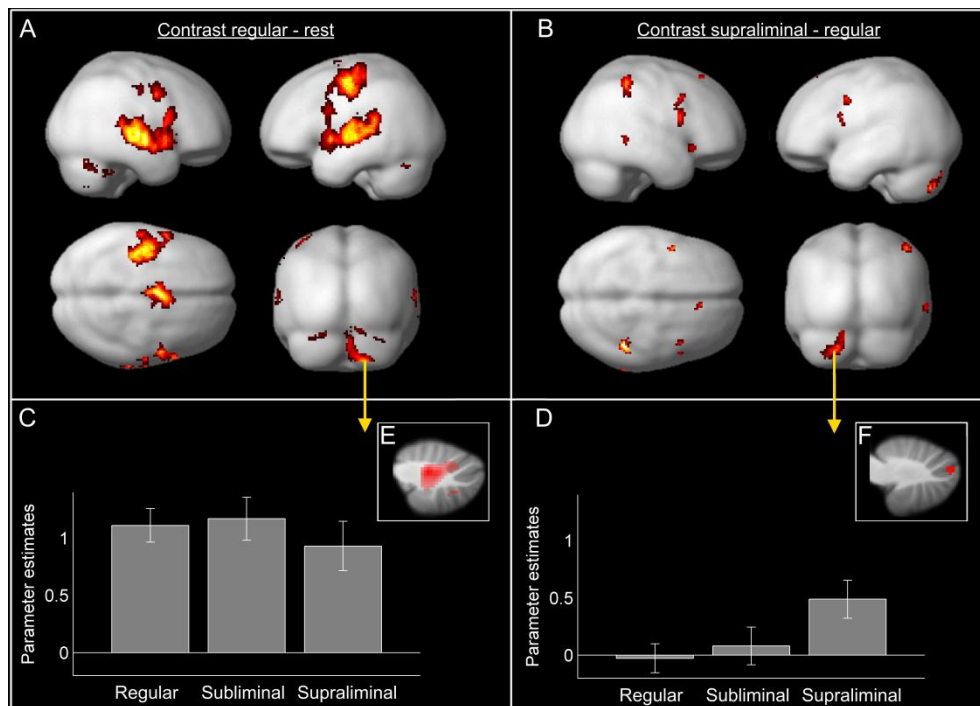 A
Contrast regular - rest
B
Contrast supraliminal - regular
C
E
Parameter estimates
1
0.5
0
Regular
Subliminal
Supraliminal
D
F
Parameter estimates
1
0.5
0
Regular
Subliminal
Supraliminal